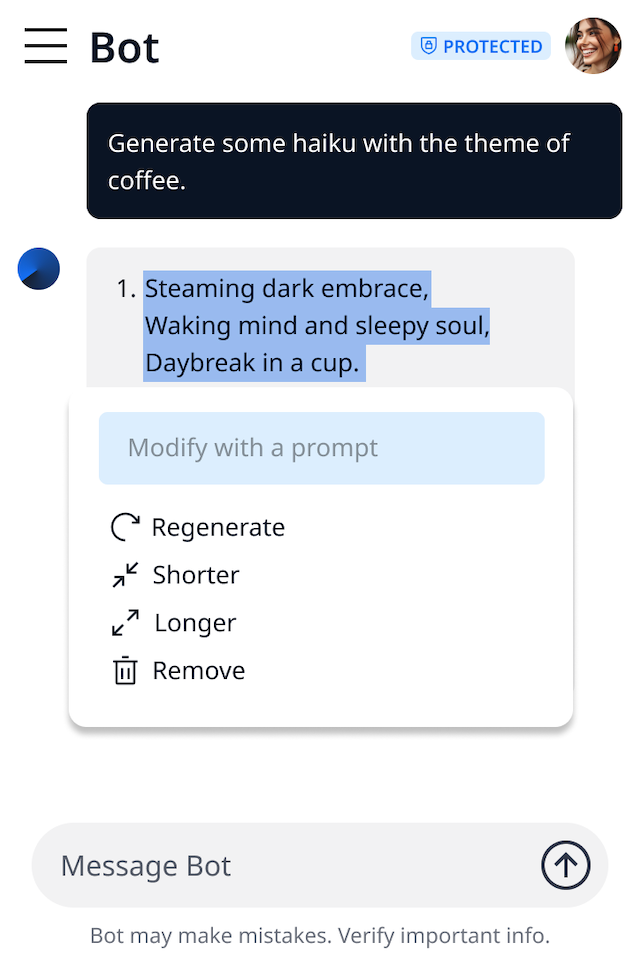 Bot
PROTECTED
Generate some haiku with the theme of
coffee.
1. Steaming dark embrace,
Waking mind and sleepy soul,
Daybreak in a cup.
Modify with a prompt
Regenerate
Shorter
Longer
Remove
Message Bot
Bot may make mistakes. Verify important info.